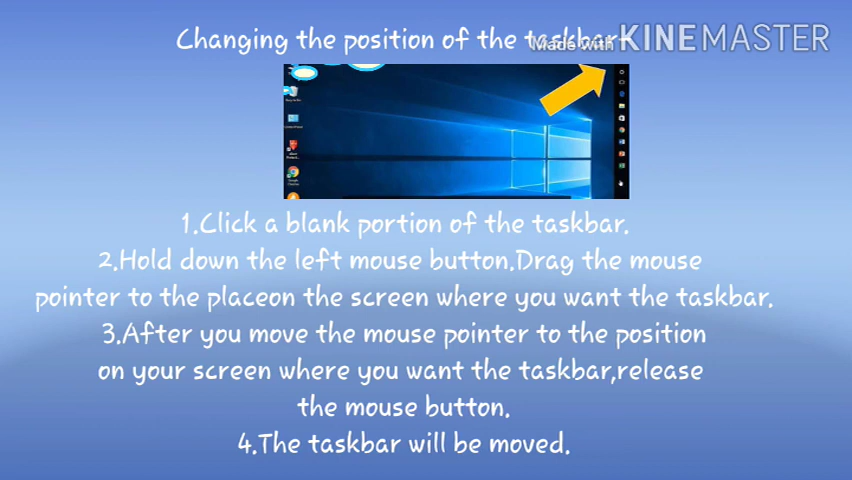 Changing the position of the taskbar
Made with KINEMASTER
1.Click a blank portion of the taskbar.
2.Hold down the left mouse button.Drag the mouse
pointer to the placeon the screen where you want the taskbar.
3.After you move the mouse pointer to the position
on your screen where you want the taskbar,release
the mouse button.
4.The taskbar will be moved.